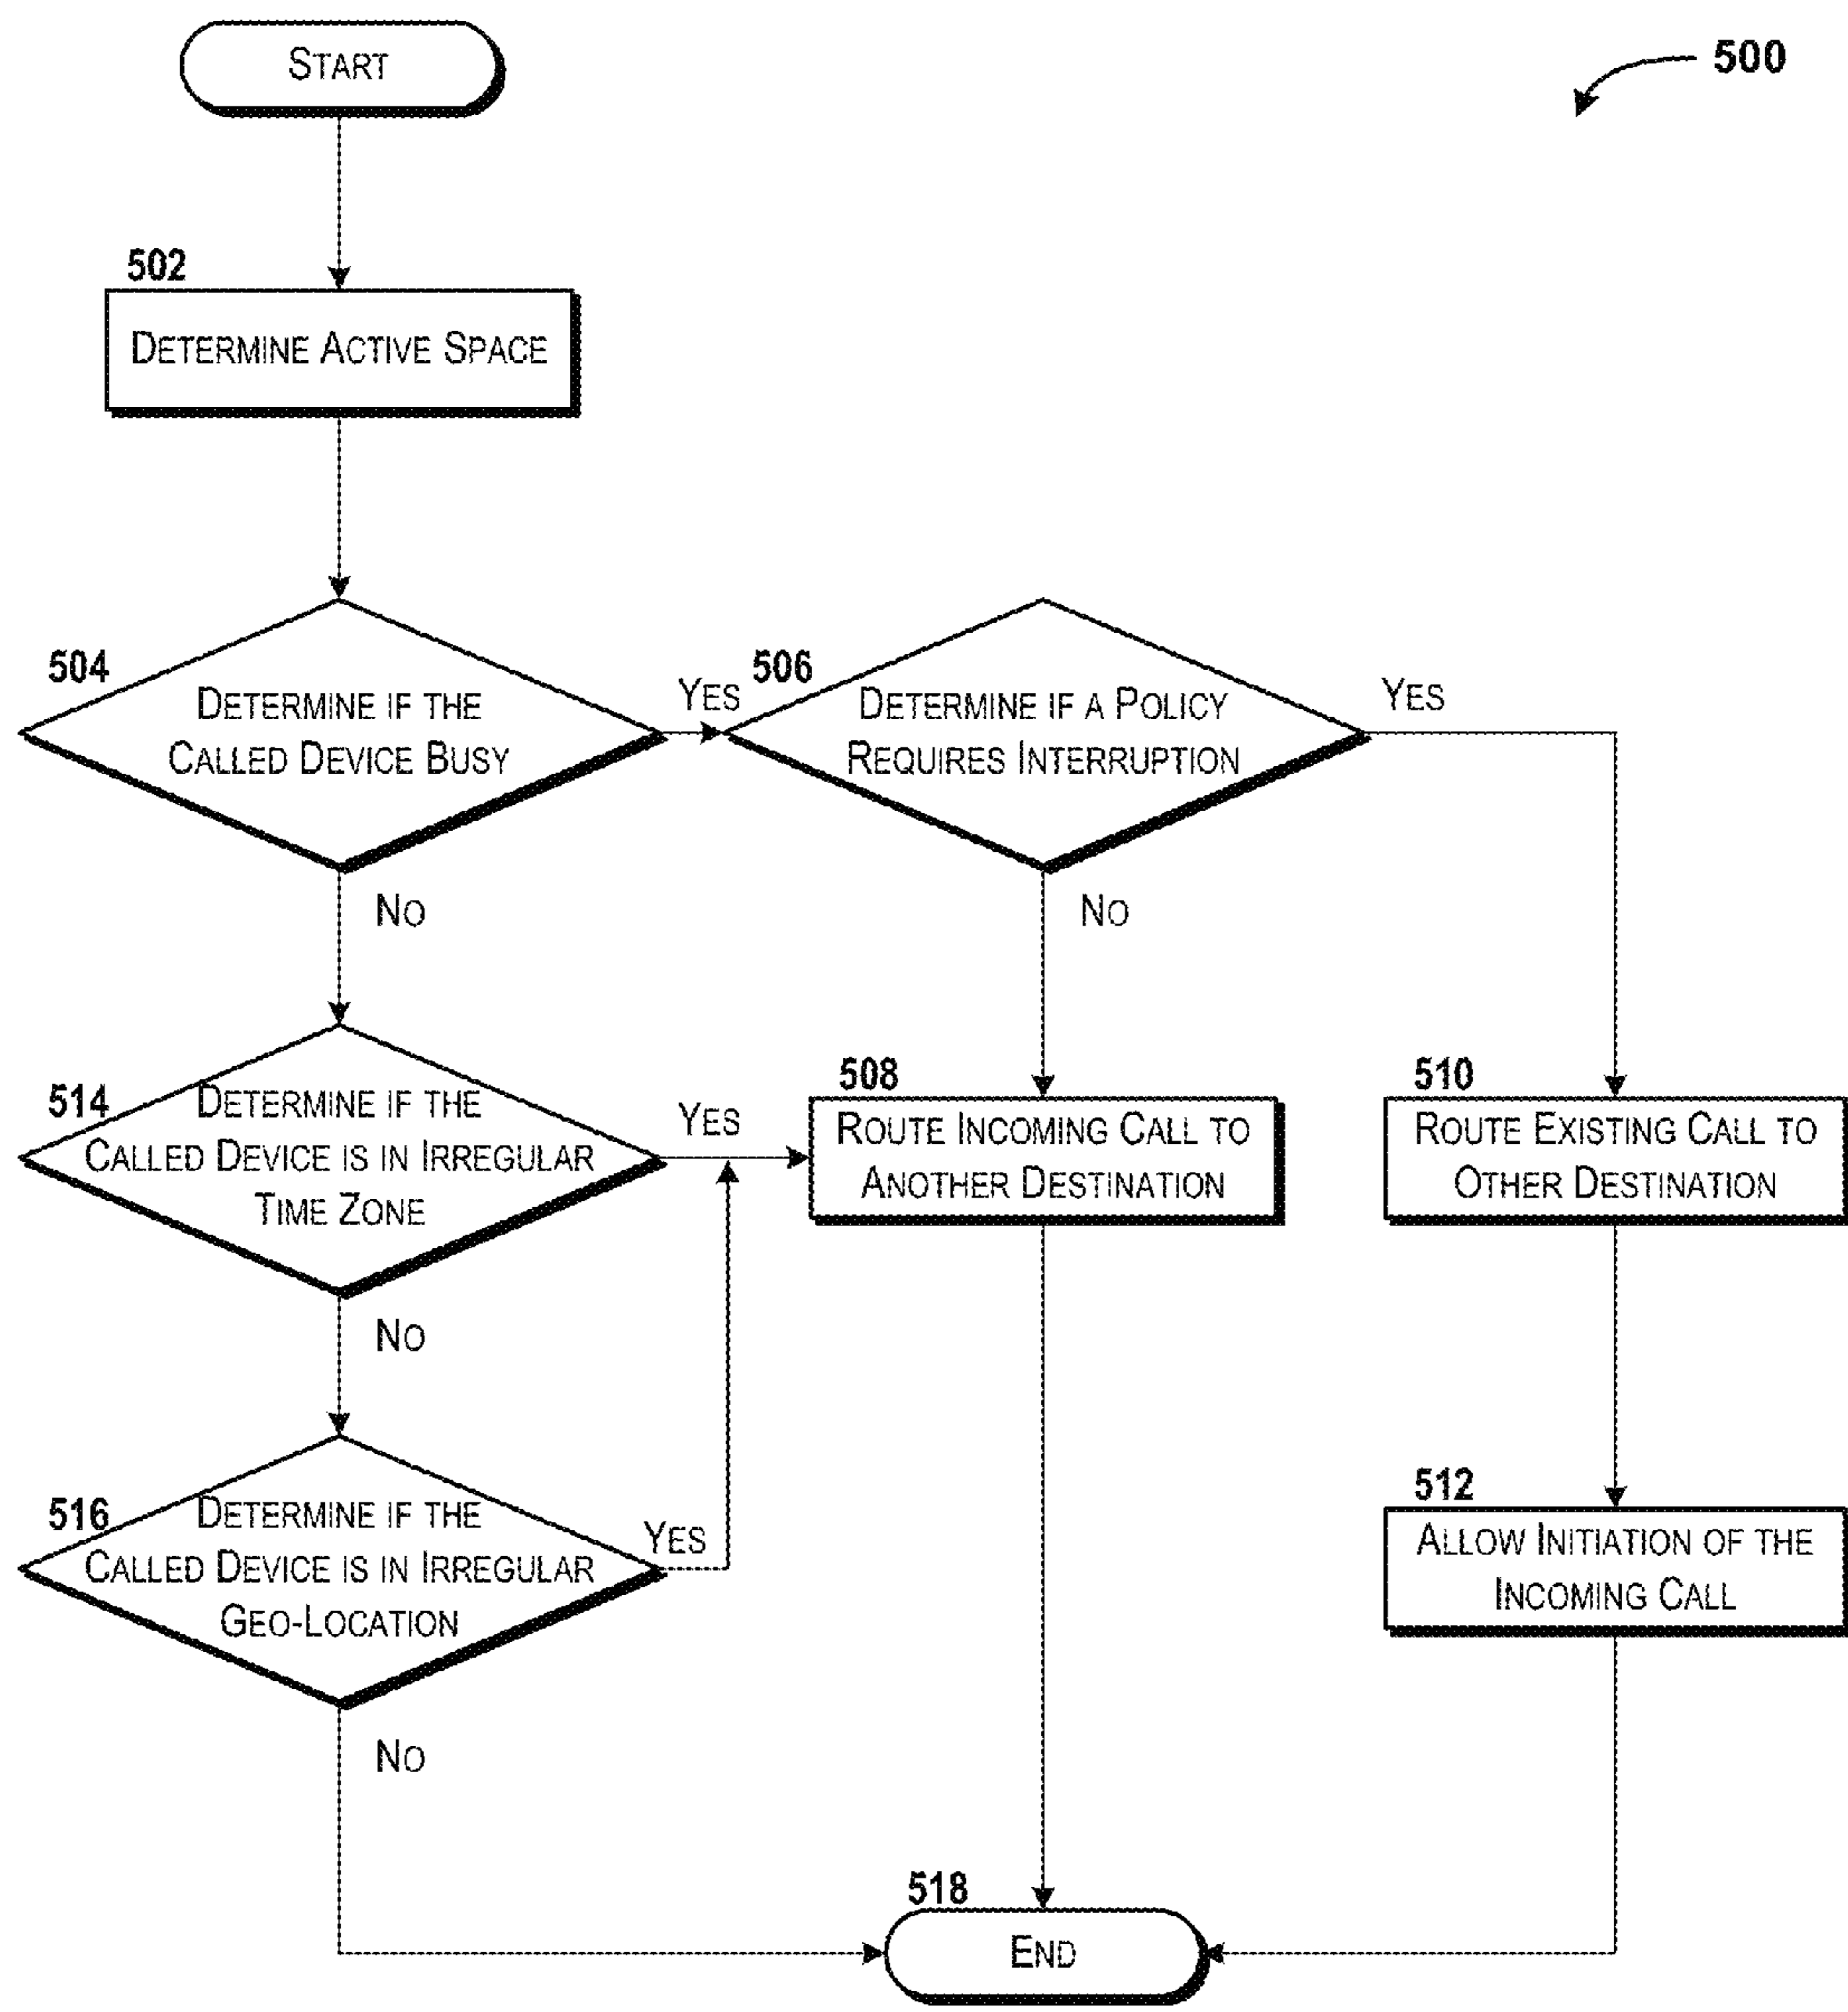 START
500
502
DETERMINE ACTIVE SPACE
504
DETERMINE IF THE
CALLED DEVICE BUSY
YES
506
DETERMINE IF A POLICY
REQUIRES INTERRUPTION
YES
NO
NO
514
DETERMINE IF THE
CALLED DEVICE IS IN IRREGULAR
TIME ZONE
YES
508
ROUTE INCOMING CALL TO
ANOTHER DESTINATION
510
ROUTE EXISTING CALL TO
OTHER DESTINATION
NO
516
DETERMINE IF THE
CALLED DEVICE IS IN IRREGULAR
GEO-LOCATION
YES
512
ALLOW INITIATION OF THE
INCOMING CALL
NO
518
END